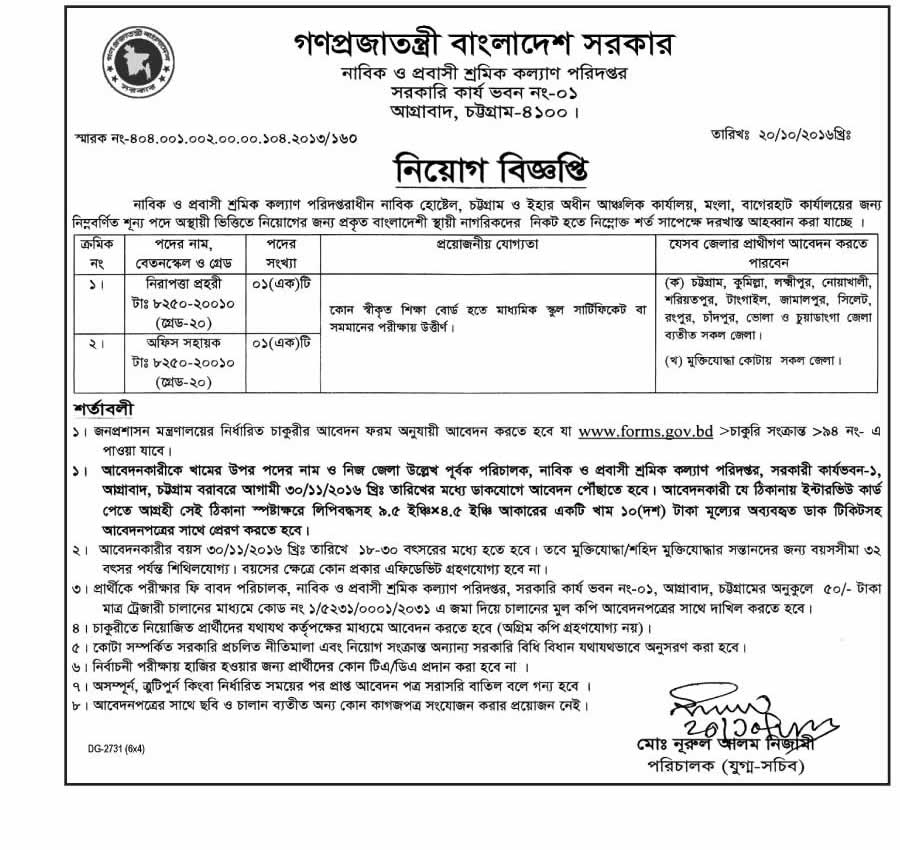 গণপ্রজাতন্ত্রী বাংলাদেশ সরকার
নাবিক ও প্রবাসী শ্রমিক কল্যাণ পরিদপ্তর
সরকারি কার্য ভবন নং-০১
আগ্রাবাদ, চট্টগ্রাম-৪১০০।
গণপ্রজাতন্ত্রী বাংলাদেশ
সরকার
স্মারক নং-৪০৪.০০১.০০২.০০.০০.১০৪.২০১৩/১৬০
তারিখঃ ২০/১০/২০১৬খ্রিঃ
নিয়োগ বিজ্ঞপ্তি
নাবিক ও প্রবাসী শ্রমিক কল্যাণ পরিদপ্তরাধীন নাবিক হোষ্টেল, চট্টগ্রাম ও ইহার অধীন আঞ্চলিক কার্যালয়, মংলা, বাগেরহাট কার্যালয়ের জন্য
নিম্নবর্ণিত শূন্য পদে অস্থায়ী ভিত্তিতে নিয়োগের জন্য প্রকৃত বাংলাদেশী স্থায়ী নাগরিকদের নিকট হতে নিম্নোক্ত শর্ত সাপেক্ষে দরখাস্ত আহব্বান করা যাচ্ছে ।
ক্রমিক নং
পদের নাম,
বেতনস্কেল ও গ্রেড
পদের
সংখ্যা
প্রয়োজনীয় যোগ্যতা
যেসব জেলার প্রার্থীগণ আবেদন করতে
পারবেন
১।
নিরাপত্তা প্রহরী
টাঃ ৮২৫০-২০০১০
(গ্রেড-২০)
০১(এক)টি
কোন স্বীকৃত শিক্ষা বোর্ড হতে মাধ্যমিক স্কুল সার্টিফিকেট বা
সমমানের পরীক্ষায় উত্তীর্ণ।
(ক) চট্টগ্রাম, কুমিল্লা, লক্ষ্মীপুর, নোয়াখালী,
শরিয়তপুর, টাংগাইল, জামালপুর, সিলেট,
রংপুর, চাঁদপুর, ভোলা ও চুয়াডাংগা জেলা
ব্যতীত সকল জেলা।
(খ) মুক্তিযোদ্ধা কোটায় সকল জেলা।
২।
অফিস সহায়ক
টাঃ ৮২৫০-২০০১০
(গ্রেড-২০)
০১(এক)টি
শর্তাবলী
১। জনপ্রশাসন মন্ত্রণালয়ের নির্ধারিত চাকুরীর আবেদন ফরম অনুযায়ী আবেদন করতে হবে যা www.forms.gov.bd >চাকুরি সংক্রান্ত >৯৪ নং- এ
পাওয়া যাবে।
১। আবেদনকারীকে খামের উপর পদের নাম ও নিজ জেলা উল্লেখ পূর্বক পরিচালক, নাবিক ও প্রবাসী শ্রমিক কল্যাণ পরিদপ্তর, সরকারী কার্যভবন-১,
আগ্রাবাদ, চট্টগ্রাম বরাবরে আগামী ৩০/১১/২০১৬ খ্রিঃ তারিখের মধ্যে ডাকযোগে আবেদন পৌঁছাতে হবে। আবেদনকারী যে ঠিকানায় ইন্টারভিউ কার্ড
পেতে আগ্রহী সেই ঠিকানা স্পষ্টাক্ষরে লিপিবদ্ধসহ ৯.৫ ইঞ্চি×৪.৫ ইঞ্চি আকারের একটি খাম ১০(দশ) টাকা মূল্যের অব্যবহৃত ডাক টিকিটসহ
আবেদনপত্রের সাথে প্রেরণ করতে হবে।
২। আবেদনকারীর বয়স ৩০/১১/২০১৬ খ্রিঃ তারিখে ১৮-৩০ বৎসরের মধ্যে হতে হবে। তবে মুক্তিযোদ্ধা/শহিদ মুক্তিযোদ্ধার সন্তানদের জন্য বয়সসীমা ৩২
বৎসর পর্যন্ত শিথিলযোগ্য। বয়সের ক্ষেত্রে কোন প্রকার এফিডেভিট গ্রহণযোগ্য হবে না।
৩। প্রার্থীকে পরীক্ষার ফি বাবদ পরিচালক, নাবিক ও প্রবাসী শ্রমিক কল্যাণ পরিদপ্তর, সরকারি কার্য ভবন নং-০১, আগ্রাবাদ, চট্টগ্রামের অনুকুলে ৫০/- টাকা
মাত্র ট্রেজারী চালানের মাধ্যমে কোড নং ১/৫২৩১/০০০১/২০৩১ এ জমা দিয়ে চালানের মুল কপি আবেদনপত্রের সাথে দাখিল করতে হবে।
৪। চাকুরীতে নিয়োজিত প্রার্থীদের যথাযথ কর্তৃপক্ষের মাধ্যমে আবেদন করতে হবে (অগ্রিম কপি গ্রহণযোগ্য নয়)।
৫। কোটা সম্পর্কিত সরকারি প্রচলিত নীতিমালা এবং নিয়োগ সংক্রান্ত অন্যান্য সরকারি বিধি বিধান যথাযথভাবে অনুসরণ করা হবে।
৬। নির্বাচনী পরীক্ষায় হাজির হওয়ার জন্য প্রার্থীদের কোন টিএ/ডিএ প্রদান করা হবে না ।
৭। অসম্পূর্ন, ত্রুটিপুর্ন কিংবা নির্ধারিত সময়ের পর প্রাপ্ত আবেদন পত্র সরাসরি বাতিল বলে গন্য হবে ।
৮। আবেদনপত্রের সাথে ছবি ও চালান ব্যতীত অন্য কোন কাগজপত্র সংযোজন করার প্রয়োজন নেই।
মোঃ নূরুল আলম নিজামী
পরিচালক (যুগ্ম-সচিব)
DG-2731 (6x4)